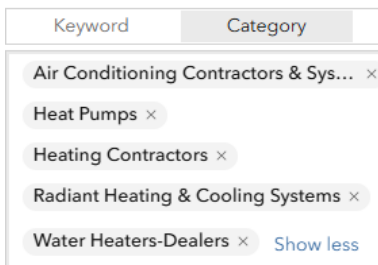 Keyword Category
Air Conditioning Contractors & Sys... ×
Heat Pumps ×
Heating Contractors ×
Radiant Heating & Cooling Systems ×
Water Heaters-Dealers × Show less